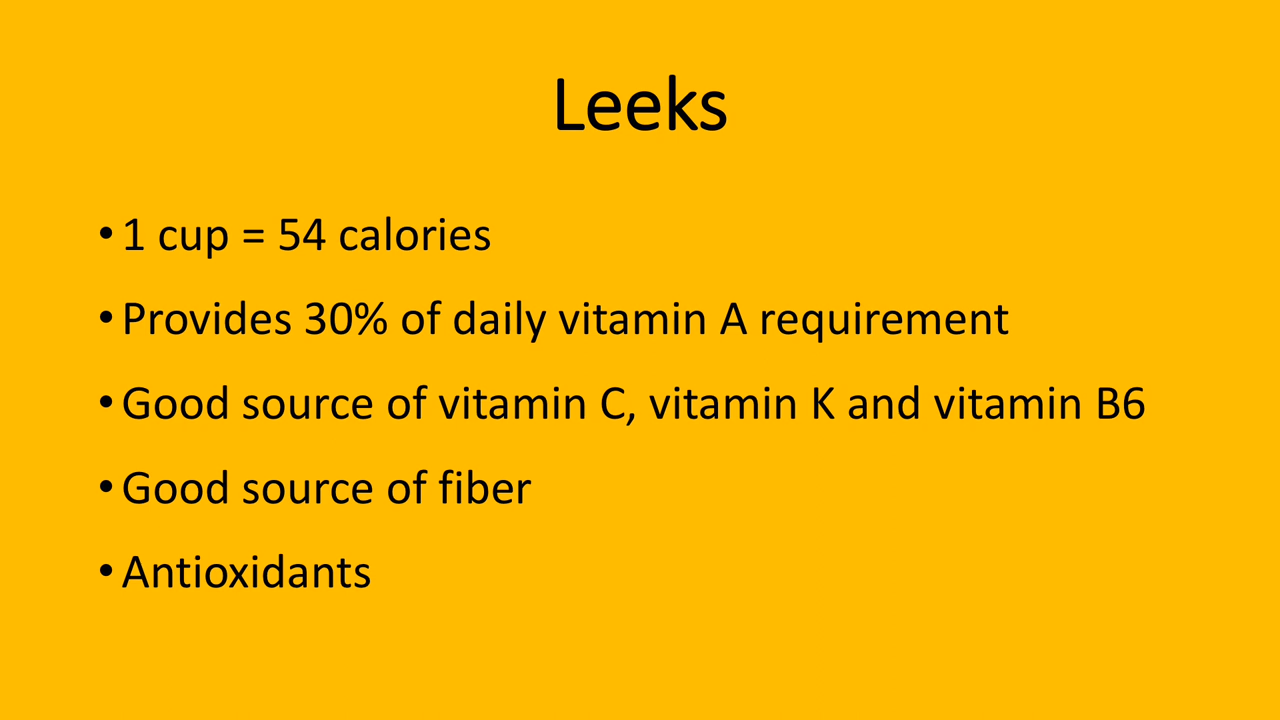 Leeks
• 1 cup = 54 calories
• Provides 30% of daily vitamin A requirement
• Good source of vitamin C, vitamin K and vitamin B6
• Good source of fiber
• Antioxidants